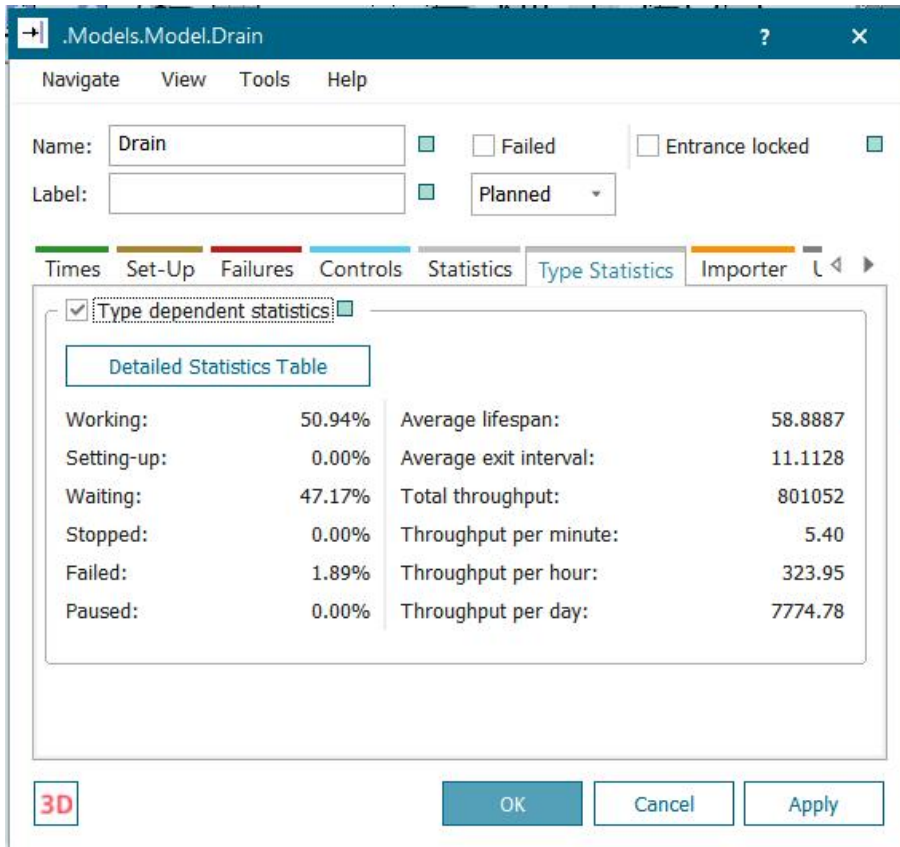 .Models.Model.Drain ? ×
Navigate View Tools Help
Name: Drain Failed Entrance locked
Label: Planned
Times Set-Up Failures Controls Statistics Type Statistics Importer
Type dependent statistics
Detailed Statistics Table
Working: 50.94% Average lifespan: 58.8887
Setting-up: 0.00% Average exit interval: 11.1128
Waiting: 47.17% Total throughput: 801052
Stopped: 0.00% Throughput per minute: 5.40
Failed: 1.89% Throughput per hour: 323.95
Paused: 0.00% Throughput per day: 7774.78
3D OK Cancel Apply